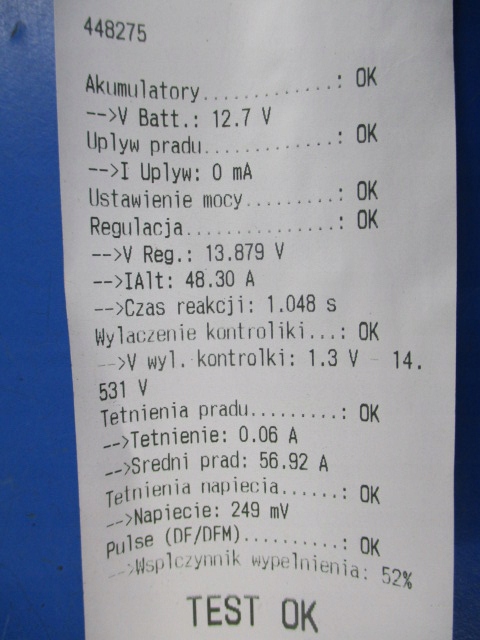 448275
Akumulatory.............: OK
-->V Batt.: 12.7 V
Uplyw pradu.............: OK
-->I Uplyw: 0 mA
Ustawienie mocy.........: OK
Regulacja...............: OK
-->V Reg.: 13.879 V
-->IAlt: 48.30 A
-->Czas reakcji: 1.048 s
Wylaczenie kontroliki...: OK
-->V wyl. kontrolki: 1.3 V - 14.
531 V
Tetnienia pradu.........: OK
-->Tetnienie: 0.06 A
-->Sredni prad: 56.92 A
Tetnienia napiecia......: OK
-->Napiecie: 249 mV
Pulse (DF/DFM)..........: OK
-->Wsplczynnik wypelnienia: 52%
TEST OK